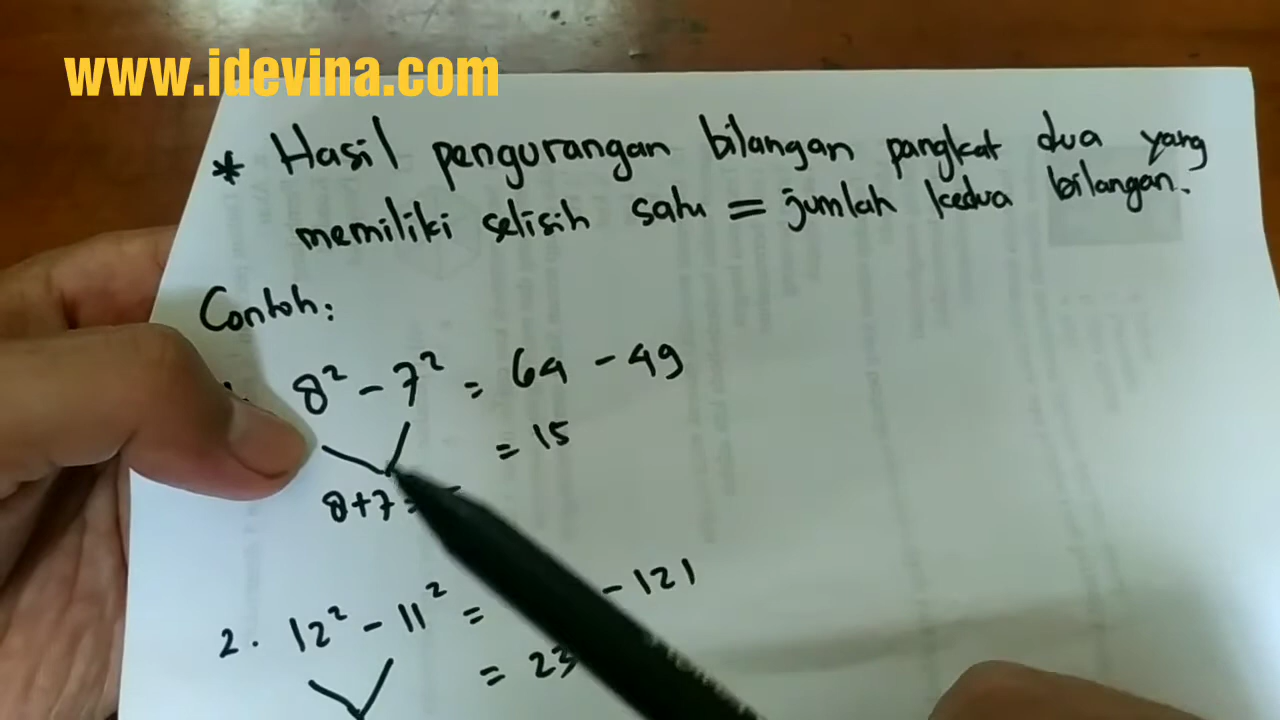 www.idevina.com
* Hasil pengurangan bilangan pangkat dua yang
memiliki selisih satu = jumlah kedua bilangan.
Contoh:
8² - 7² = 64 - 49
= 15
8+7 =
2. 12² - 11² = - 121
= 23